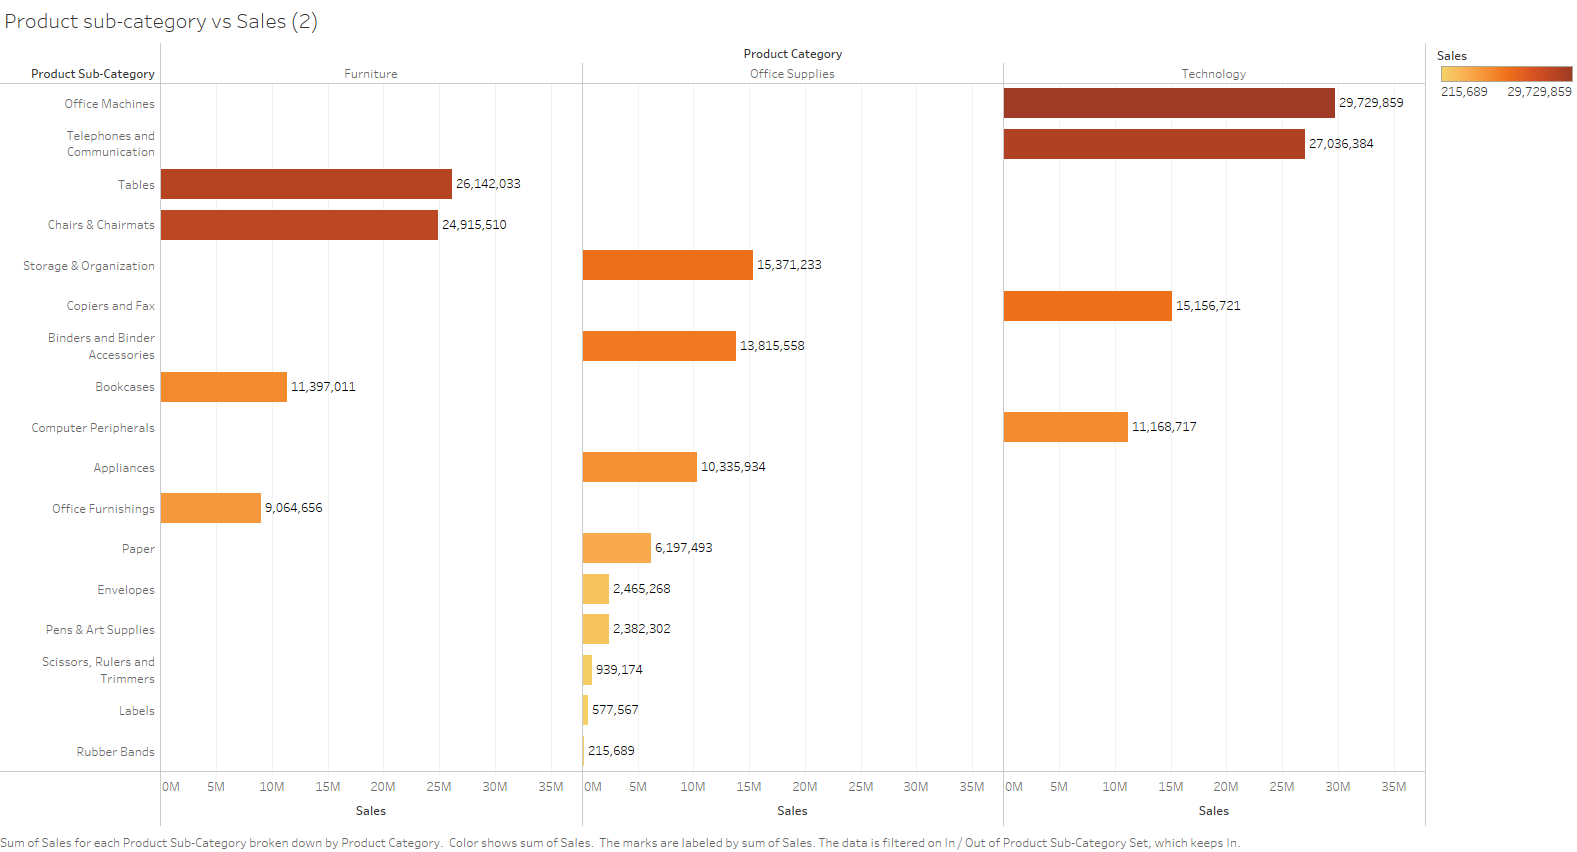 Product sub-category vs Sales (2)
Product Category
Product Sub-Category
Furniture
Office Supplies
Technology
Sales
215,689
29,729,859
Office Machines
29,729,859
Telephones and
Communication
27,036,384
Tables
26,142,033
Chairs & Chairmats
24,915,510
Storage & Organization
15,371,233
Copiers and Fax
15,156,721
Binders and Binder
Accessories
13,815,558
Bookcases
11,397,011
Computer Peripherals
11,168,717
Appliances
10,335,934
Office Furnishings
9,064,656
Paper
6,197,493
Envelopes
2,465,268
Pens & Art Supplies
2,382,302
Scissors, Rulers and
Trimmers
939,174
Labels
577,567
Rubber Bands
215,689
0M 5M 10M 15M 20M 25M 30M 35M
0M 5M 10M 15M 20M 25M 30M 35M
0M 5M 10M 15M 20M 25M 30M 35M
Sales
Sales
Sales
Sum of Sales for each Product Sub-Category broken down by Product Category.  Color shows sum of Sales.  The marks are labeled by sum of Sales. The data is filtered on In / Out of Product Sub-Category Set, which keeps In.